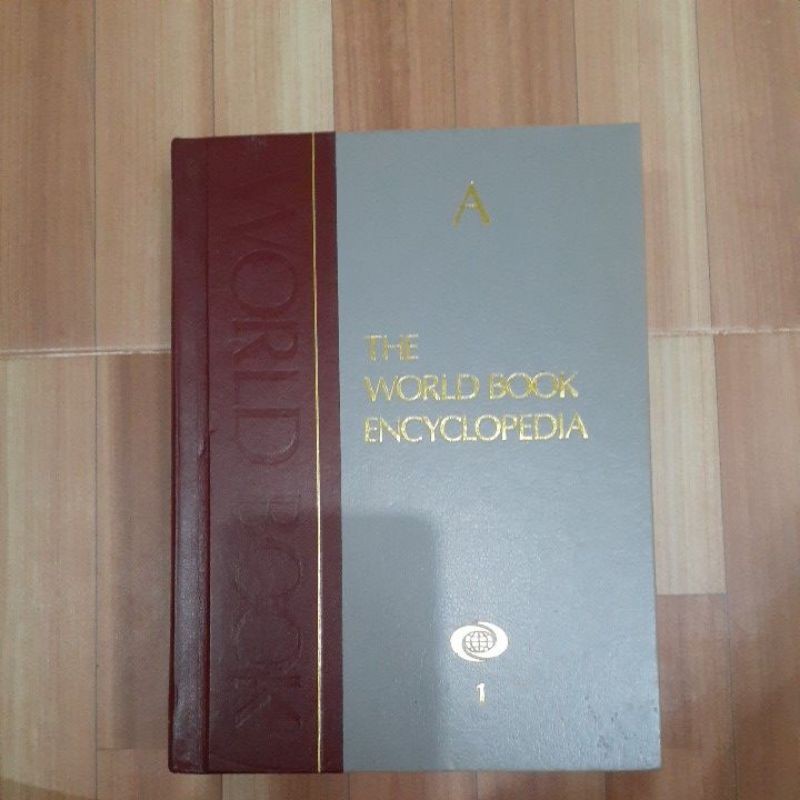 WORLD BOOK
A
THE
WORLD BOOK
ENCYCLOPEDIA
1